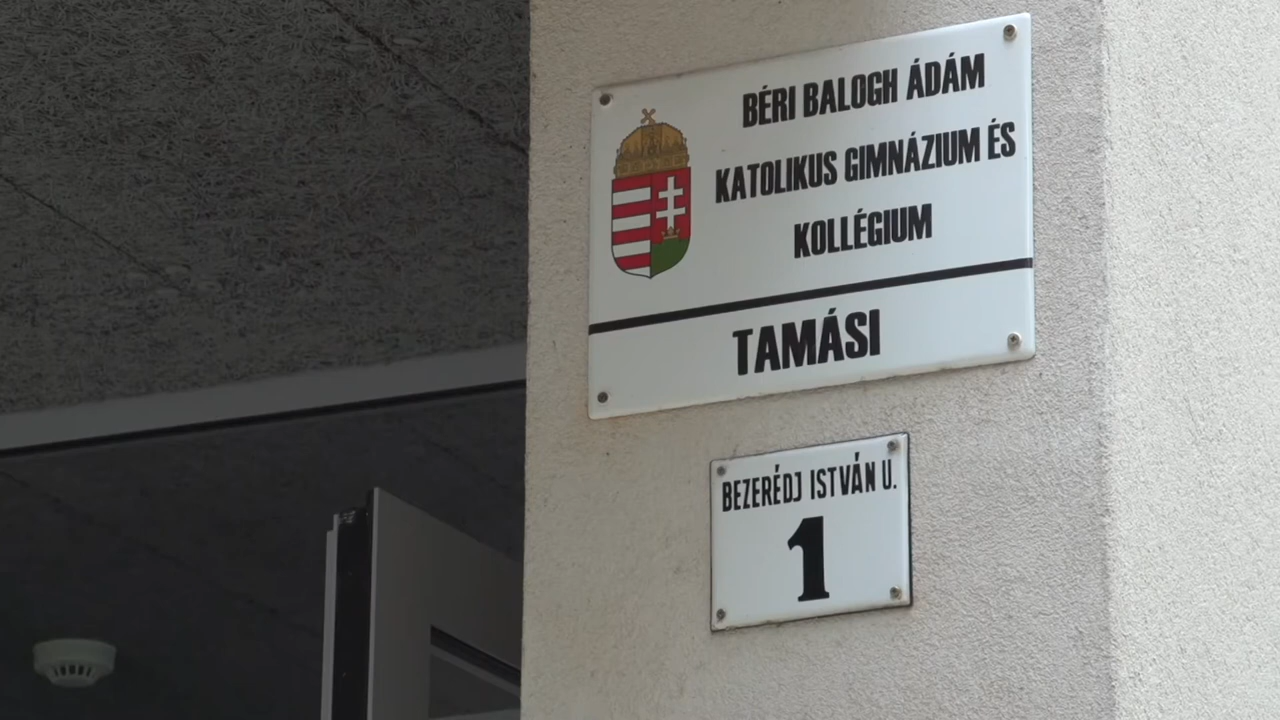 BÉRI BALOGH ÁDÁM
KATOLIKUS GIMNÁZIUM ÉS
KOLLÉGIUM
TAMÁSI
BEZERÉDJ ISTVÁN U.
1